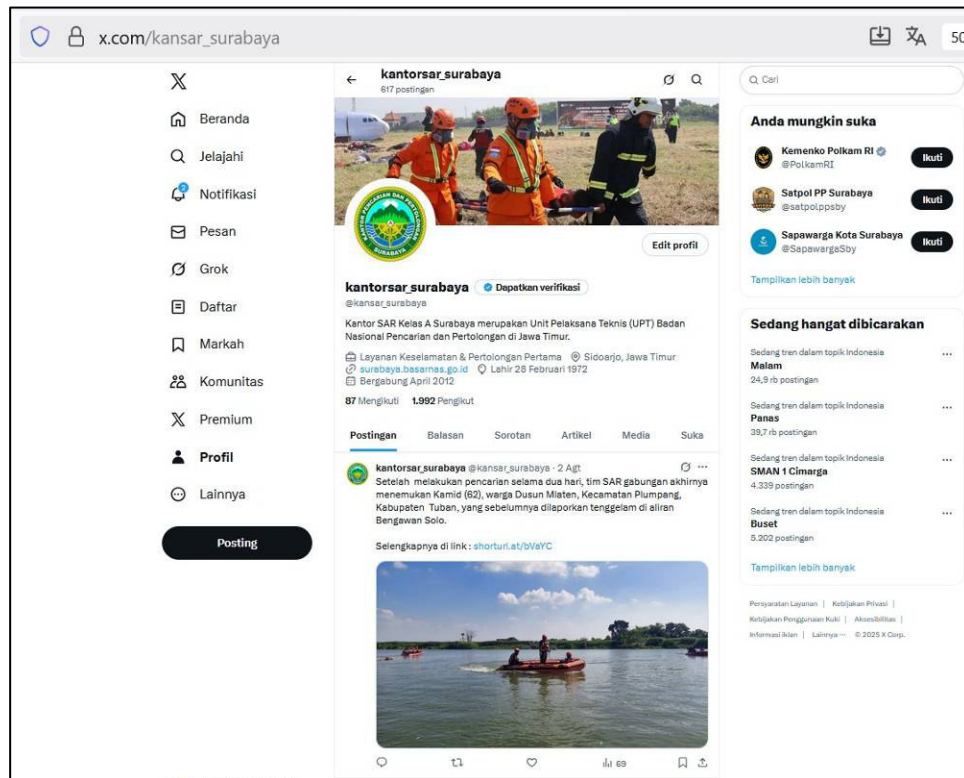 x.com/kansar_surabaya
50
Beranda
Jelajahi
Notifikasi
2
Pesan
Grok
Daftar
Markah
Komunitas
Premium
Profil
Lainnya
Posting
kantorsar_surabaya
617 postingan
KANTOR PENCARIAN DAN PERTOLONGAN
SURABAYA
Edit profil
kantorsar_surabaya
Dapatkan verifikasi
@kansar_surabaya
Kantor SAR Kelas A Surabaya merupakan Unit Pelaksana Teknis (UPT) Badan
Nasional Pencarian dan Pertolongan di Jawa Timur.
Layanan Keselamatan & Pertolongan Pertama Sidoarjo, Jawa Timur
surabaya.basarnas.go.id Lahir 28 Februari 1972
Bergabung April 2012
87 Mengikuti 1.992 Pengikut
Postingan Balasan Sorotan Artikel Media Suka
kantorsar_surabaya @kansar_surabaya · 2 Agt
Setelah melakukan pencarian selama dua hari, tim SAR gabungan akhirnya
menemukan Kamid (62), warga Dusun Mlaten, Kecamatan Plumpang,
Kabupaten Tuban, yang sebelumnya dilaporkan tenggelam di aliran
Bengawan Solo.
Selengkapnya di link : shorturl.at/bVaYC
69
Cari
Anda mungkin suka
Kemenko Polkam RI
@PolkamRI
Ikuti
Satpol PP Surabaya
@satpolppsby
Ikuti
Sapawarga Kota Surabaya
@SapawargaSby
Ikuti
Tampilkan lebih banyak
Sedang hangat dibicarakan
Sedang tren dalam topik Indonesia
Malam
24,9 rb postingan
Sedang tren dalam topik Indonesia
Panas
39,7 rb postingan
Sedang tren dalam topik Indonesia
SMAN 1 Cimarga
4.339 postingan
Sedang tren dalam topik Indonesia
Buset
5.202 postingan
Tampilkan lebih banyak
Persyaratan Layanan | Kebijakan Privasi |
Kebijakan Penggunaan Kuki | Aksesibilitas |
Informasi iklan | Lainnya ··· © 2025 X Corp.